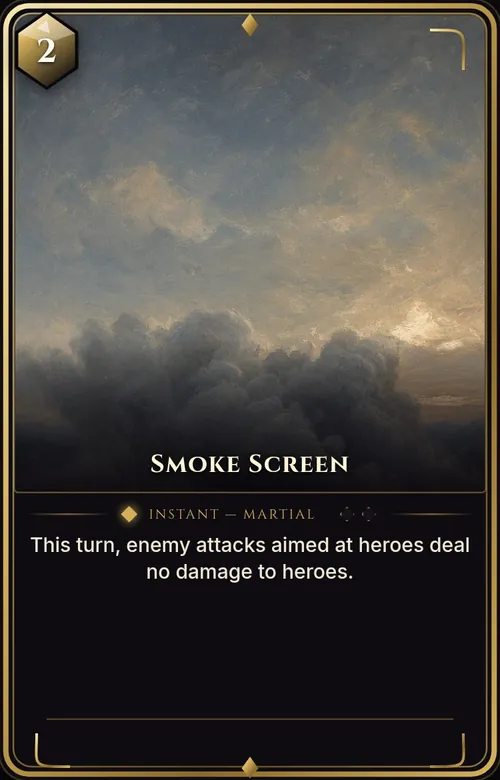 2
Smoke Screen
INSTANT — MARTIAL
This turn, enemy attacks aimed at heroes deal
no damage to heroes.